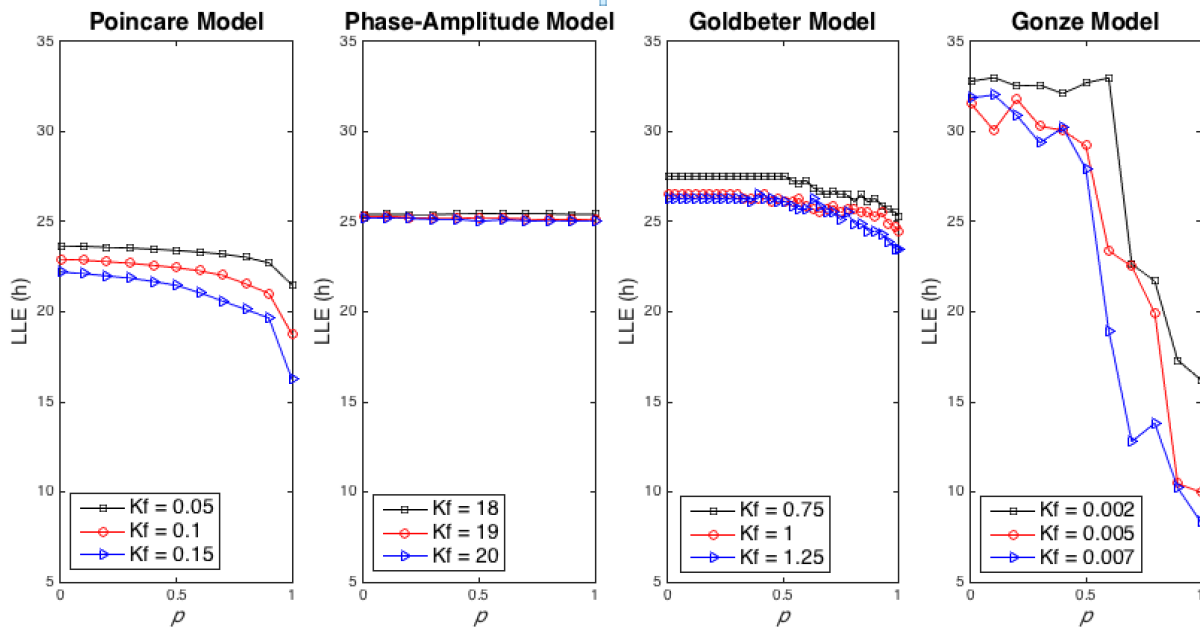 Poincare Model
35
30
25
20
15
10
5
0
0.5
1
LLE (h)
p
Kf = 0.05
Kf = 0.1
Kf = 0.15
Phase-Amplitude Model
35
30
25
20
15
10
5
0
0.5
1
LLE (h)
p
Kf = 18
Kf = 19
Kf = 20
Goldbeter Model
35
30
25
20
15
10
5
0
0.5
1
LLE (h)
p
Kf = 0.75
Kf = 1
Kf = 1.25
Gonze Model
35
30
25
20
15
10
5
0
0.5
1
LLE (h)
p
Kf = 0.002
Kf = 0.005
Kf = 0.007